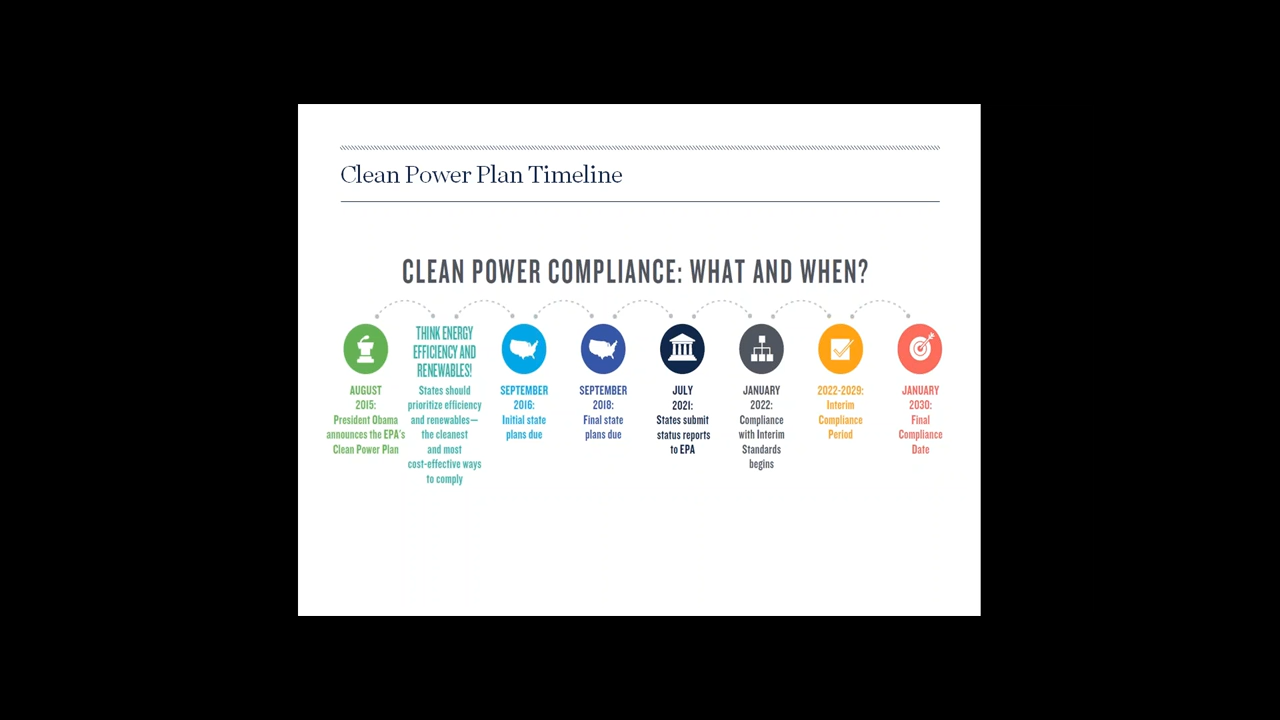 Clean Power Plan Timeline
CLEAN POWER COMPLIANCE: WHAT AND WHEN?
AUGUST
2015:
President Obama
announces the EPA's
Clean Power Plan
THINK ENERGY
EFFICIENCY AND
RENEWABLES!
States should
prioritize efficiency
and renewables—
the cleanest
and most
cost-effective ways
to comply
SEPTEMBER
2016:
Initial state
plans due
SEPTEMBER
2018:
Final state
plans due
JULY
2021:
States submit
status reports
to EPA
JANUARY
2022:
Compliance
with Interim
Standards
begins
2022-2029:
Interim
Compliance
Period
JANUARY
2030:
Final
Compliance
Date